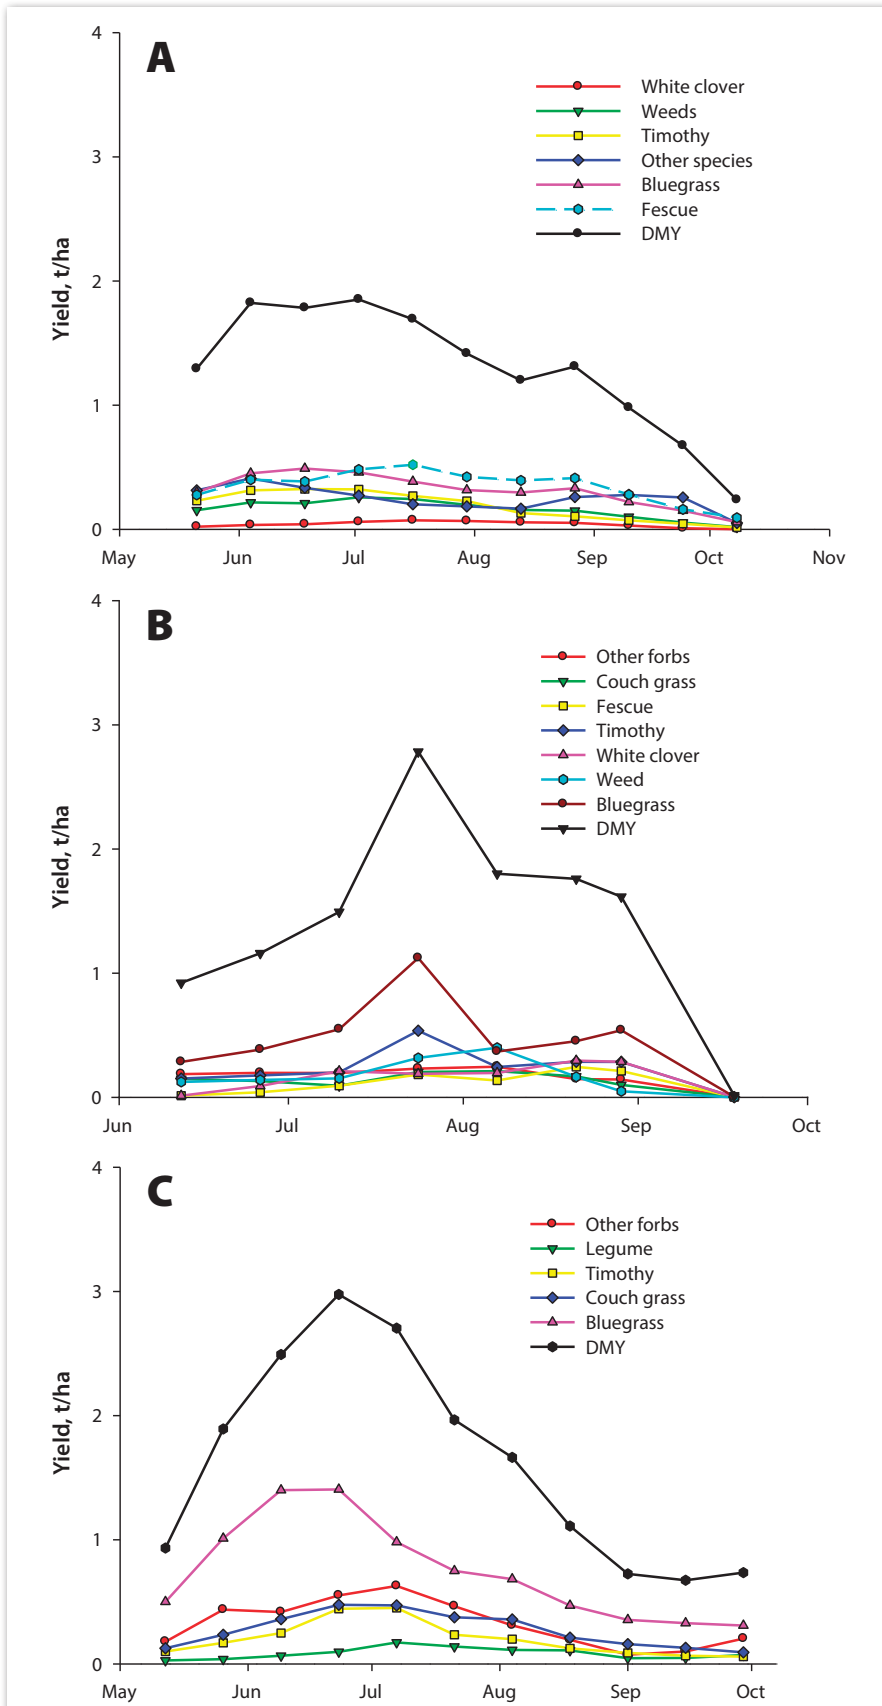 A
4
3
2
1
0
Yield, t/ha
White clover
Weeds
Timothy
Other species
Bluegrass
Fescue
DMY
May Jun Jul Aug Sep Oct Nov
B
4
3
2
1
0
Yield, t/ha
Other forbs
Couch grass
Fescue
Timothy
White clover
Weed
Bluegrass
DMY
Jun Jul Aug Sep Oct
C
4
3
2
1
0
Yield, t/ha
Other forbs
Legume
Timothy
Couch grass
Bluegrass
DMY
May Jun Jul Aug Sep Oct